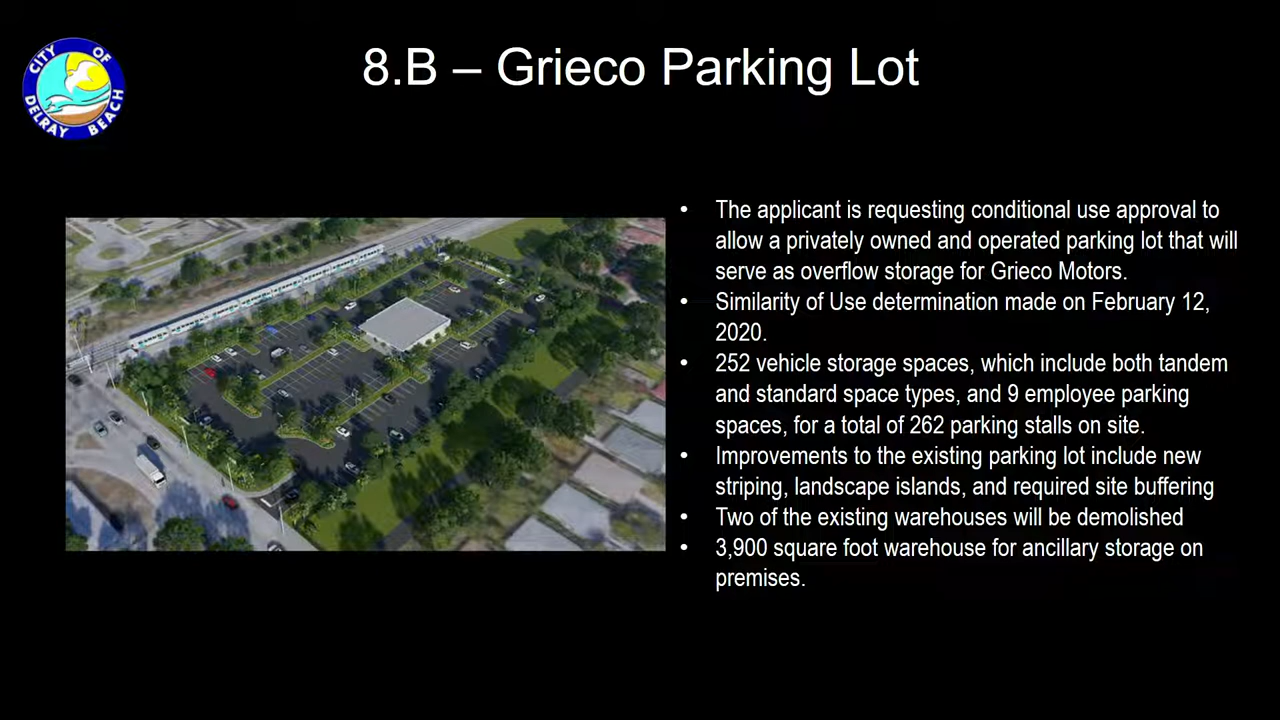 CITY OF
DELRAY BEACH
8.B – Grieco Parking Lot
• The applicant is requesting conditional use approval to
allow a privately owned and operated parking lot that will
serve as overflow storage for Grieco Motors.
• Similarity of Use determination made on February 12,
2020.
• 252 vehicle storage spaces, which include both tandem
and standard space types, and 9 employee parking
spaces, for a total of 262 parking stalls on site.
• Improvements to the existing parking lot include new
striping, landscape islands, and required site buffering
• Two of the existing warehouses will be demolished
• 3,900 square foot warehouse for ancillary storage on
premises.